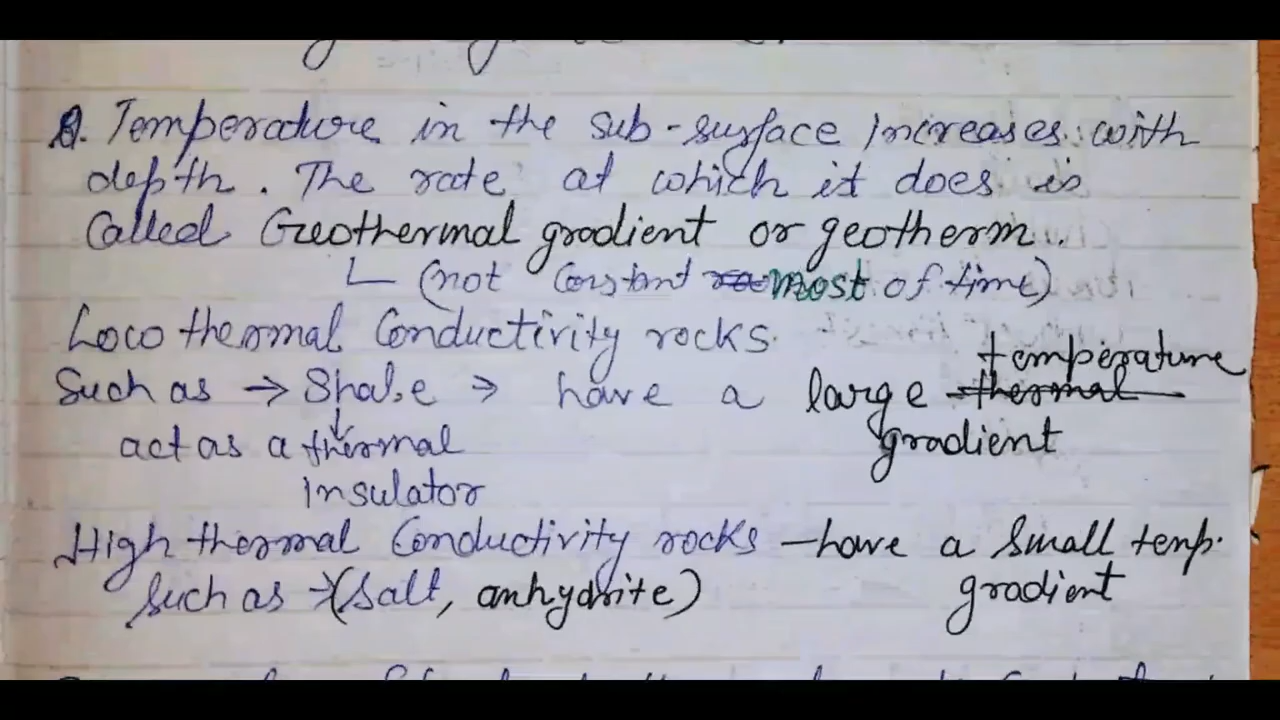 Q. Temperature in the sub-surface increases with
depth. The rate at which it does is
Called Geothermal gradient or geotherm.
(not Constant most of time)
Low thermal Conductivity rocks.
temperature
Such as → Shale → have a large thermal
act as a thermal gradient
insulator
High thermal Conductivity rocks – have a small temp.
Such as → (Salt, anhydrite) gradient